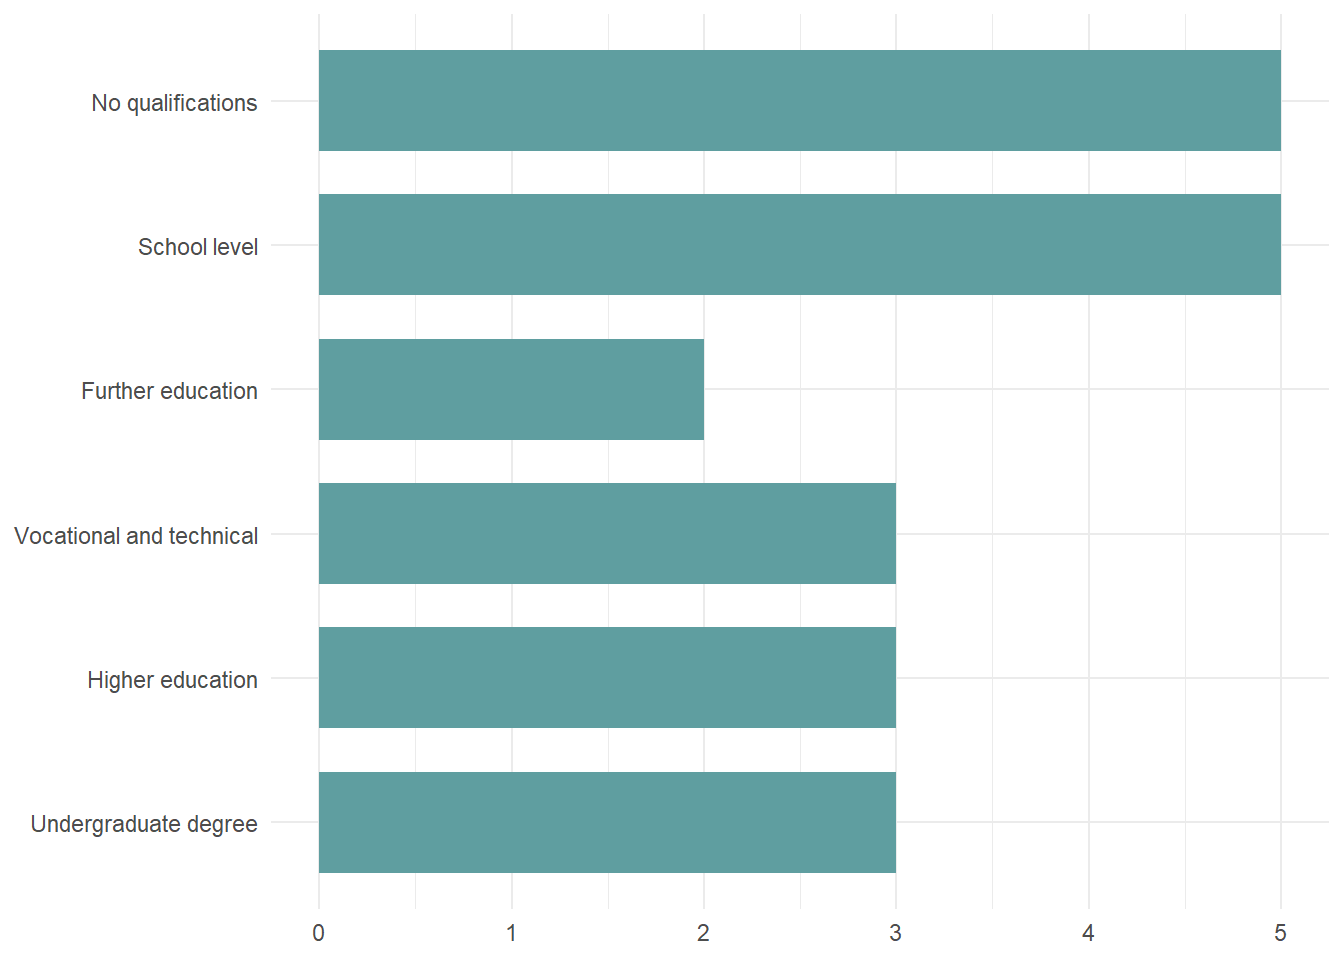 No qualifications
School level
Further education
Vocational and technical
Higher education
Undergraduate degree
0 1 2 3 4 5